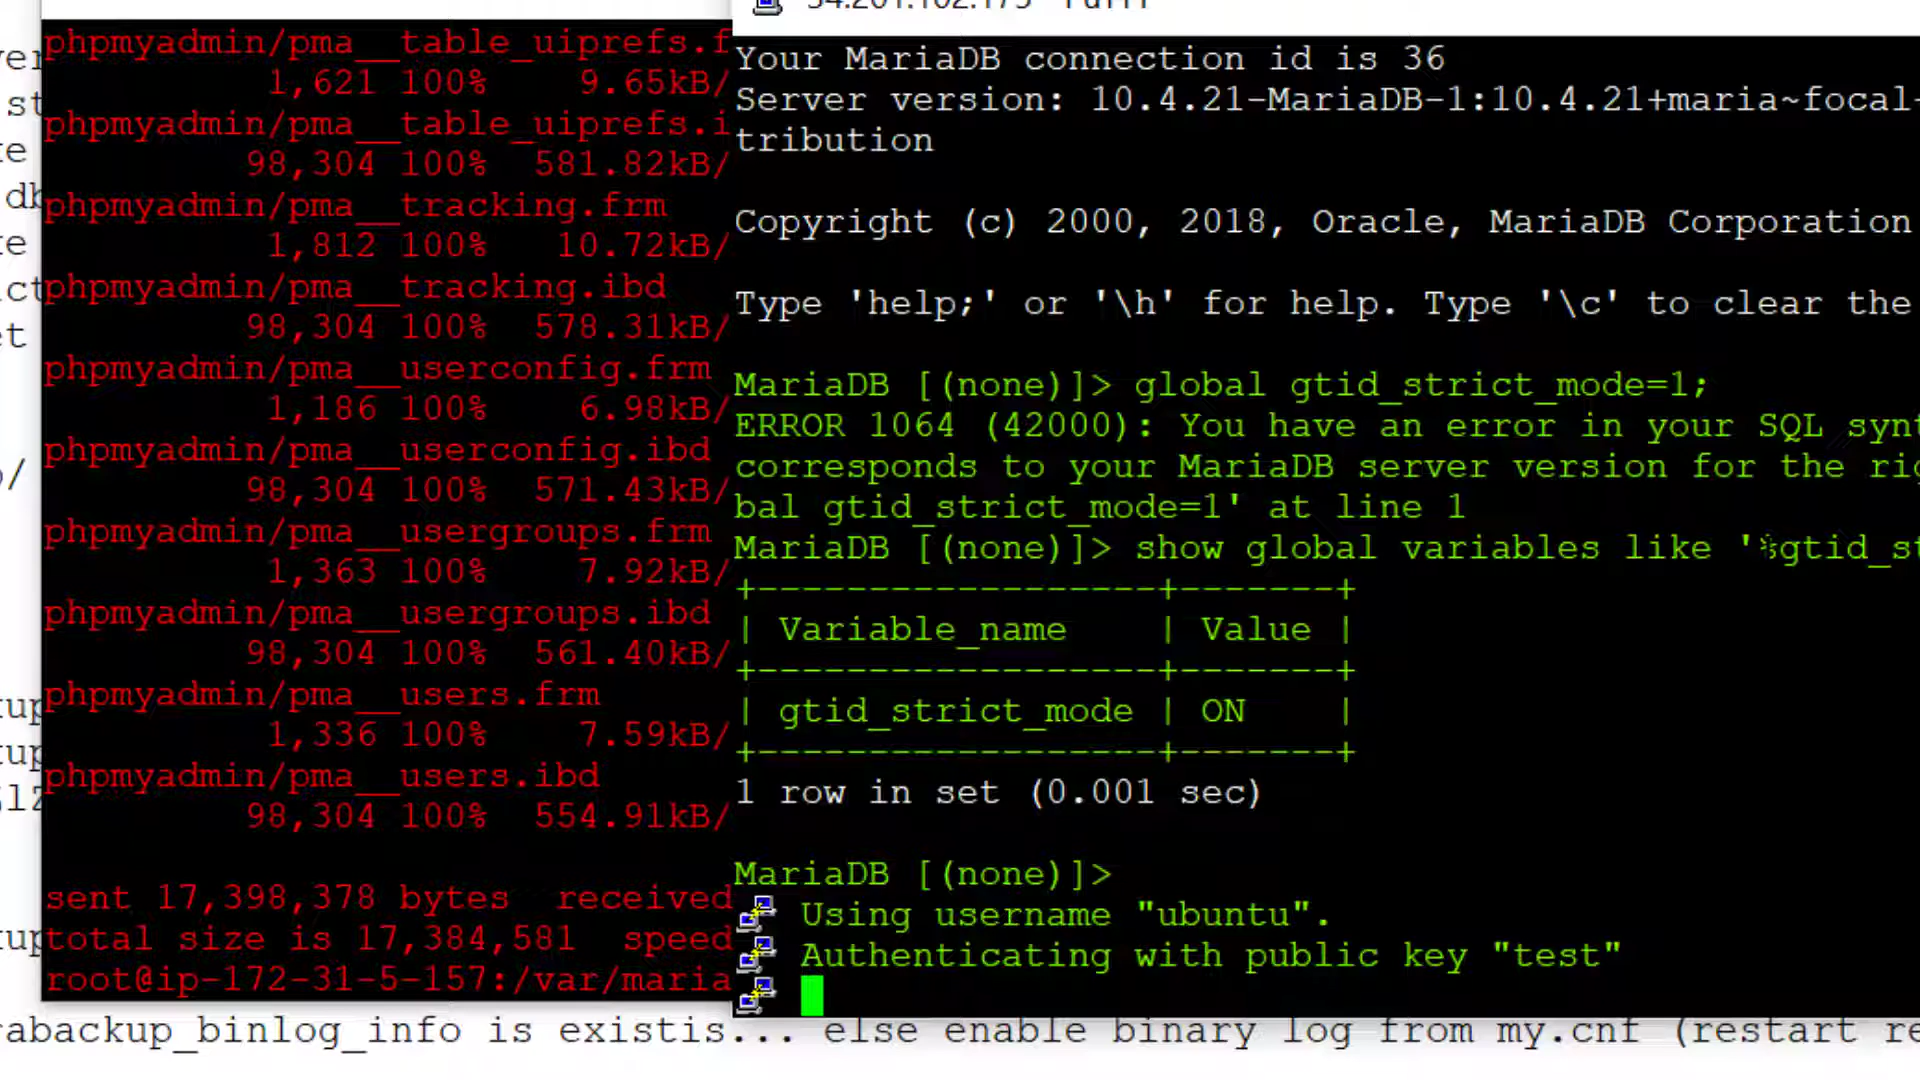 phpmyadmin/pma__table_uiprefs.f
1,621 100% 9.65kB/
phpmyadmin/pma__table_uiprefs.i
98,304 100% 581.82kB/
phpmyadmin/pma__tracking.frm
1,812 100% 10.72kB/
phpmyadmin/pma__tracking.ibd
98,304 100% 578.31kB/
phpmyadmin/pma__userconfig.frm
1,186 100% 6.98kB/
phpmyadmin/pma__userconfig.ibd
98,304 100% 571.43kB/
phpmyadmin/pma__usergroups.frm
1,363 100% 7.92kB/
phpmyadmin/pma__usergroups.ibd
98,304 100% 561.40kB/
phpmyadmin/pma__users.frm
1,336 100% 7.59kB/
phpmyadmin/pma__users.ibd
98,304 100% 554.91kB/
sent 17,398,378 bytes received
total size is 17,384,581 speed
root@ip-172-31-5-157:/var/maria
Your MariaDB connection id is 36
Server version: 10.4.21-MariaDB-1:10.4.21+maria~focal-
tribution
Copyright (c) 2000, 2018, Oracle, MariaDB Corporation
Type 'help;' or '\h' for help. Type '\c' to clear the
MariaDB [(none)]> global gtid_strict_mode=1;
ERROR 1064 (42000): You have an error in your SQL synt
corresponds to your MariaDB server version for the rig
bal gtid_strict_mode=1' at line 1
MariaDB [(none)]> show global variables like '%gtid_st
+------------------+-------+
| Variable_name | Value |
+------------------+-------+
| gtid_strict_mode | ON |
+------------------+-------+
1 row in set (0.001 sec)
MariaDB [(none)]>
Using username "ubuntu".
Authenticating with public key "test"
abackup_binlog_info is existis... else enable binary log from my.cnf (restart re